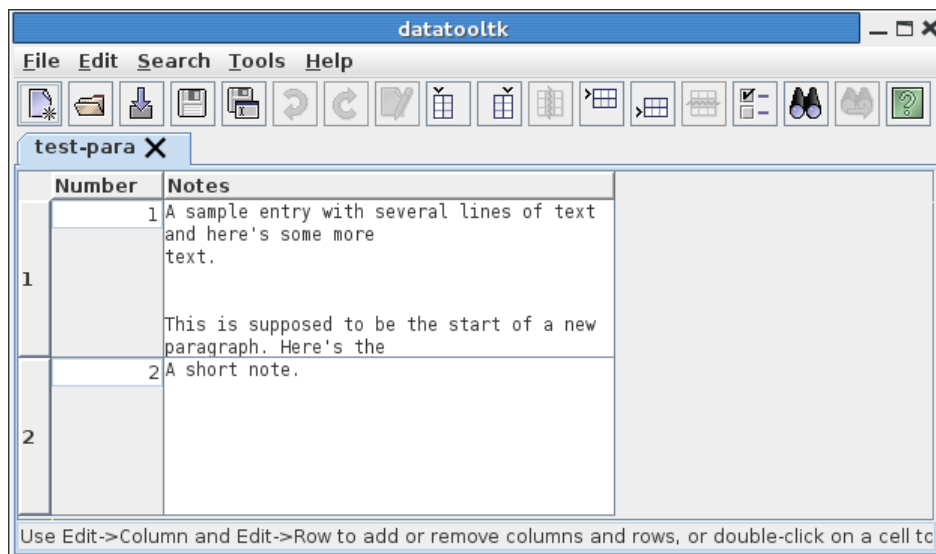 datatooltk
File Edit Search Tools Help
test-para
Number Notes
1
1 A sample entry with several lines of text
and here's some more
text.
This is supposed to be the start of a new
paragraph. Here's the
2
2 A short note.
Use Edit->Column and Edit->Row to add or remove columns and rows, or double-click on a cell to